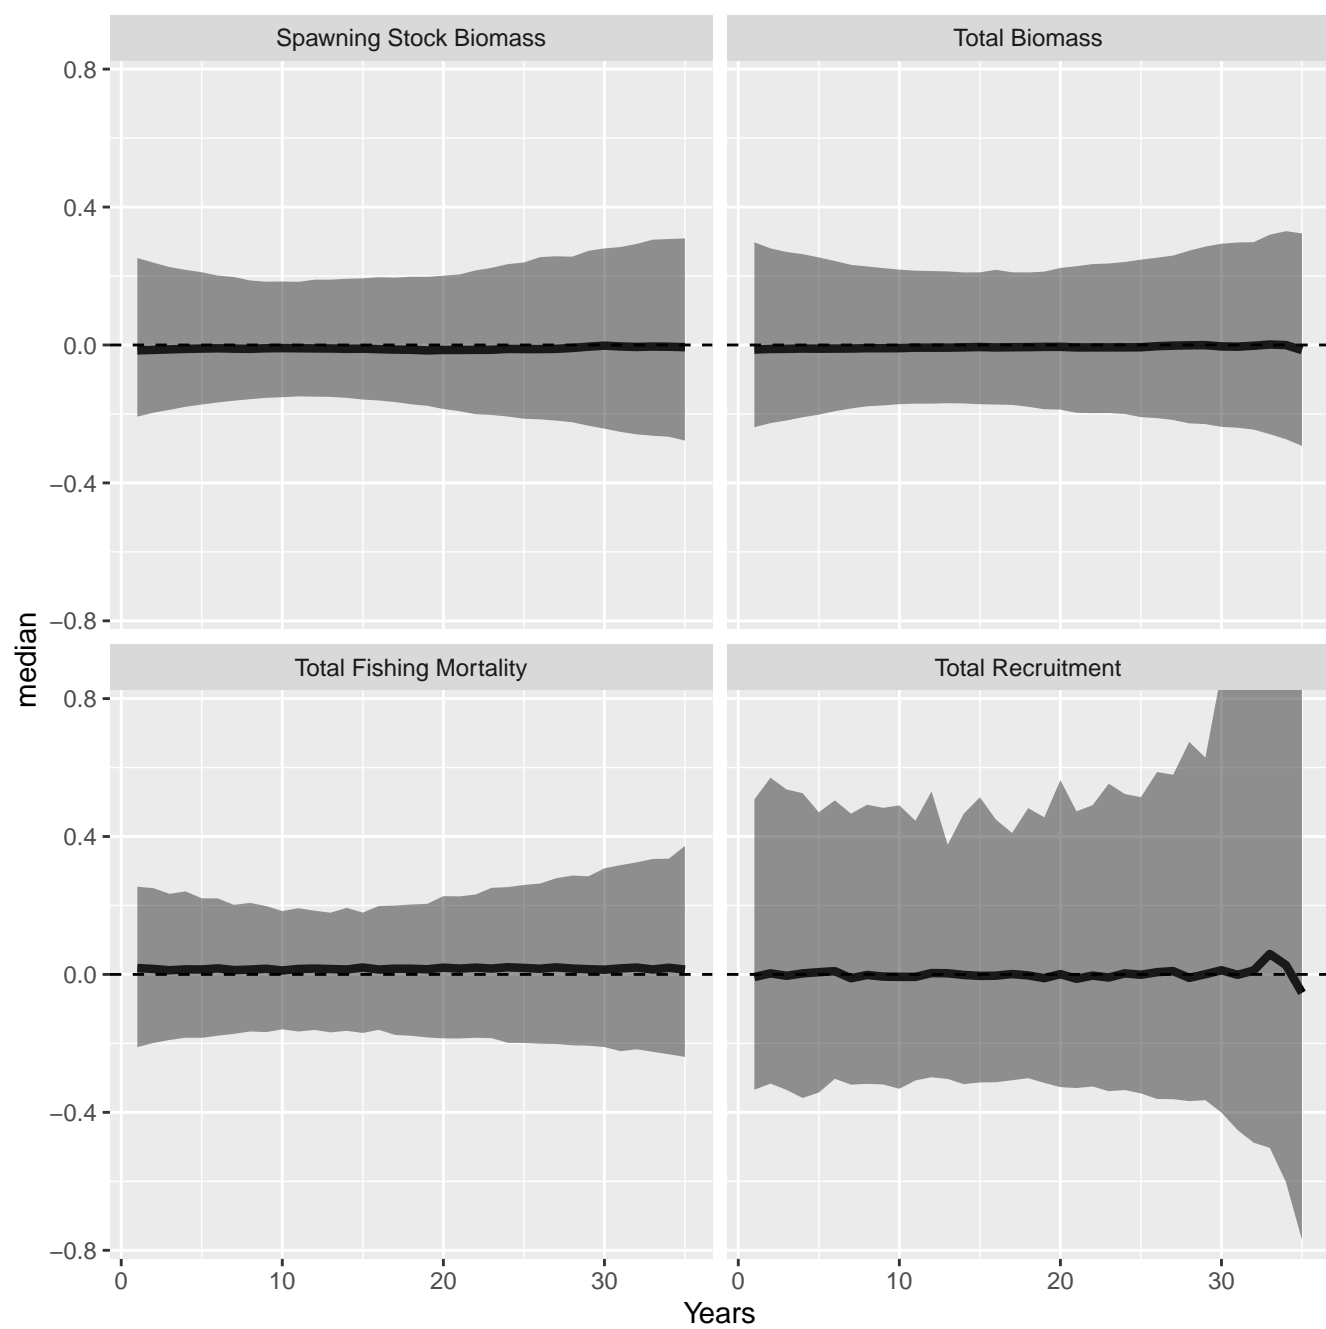 Spawning Stock Biomass
Total Biomass
0.8
0.4
0.0
−0.4
−0.8
median
Total Fishing Mortality
Total Recruitment
0.8
0.4
0.0
−0.4
−0.8
0 10 20 30
0 10 20 30
Years